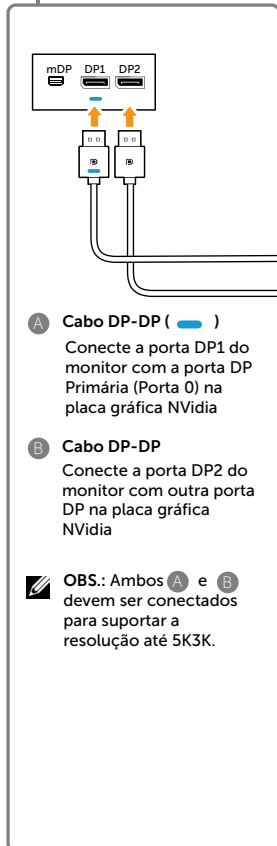 mDP DP1 DP2
A Cabo DP-DP ( )
Conecte a porta DP1 do
monitor com a porta DP
Primária (Porta 0) na
placa gráfica NVidia
B Cabo DP-DP
Conecte a porta DP2 do
monitor com outra porta
DP na placa gráfica
NVidia
OBS.: Ambos A e B
devem ser conectados
para suportar a
resolução até 5K3K.